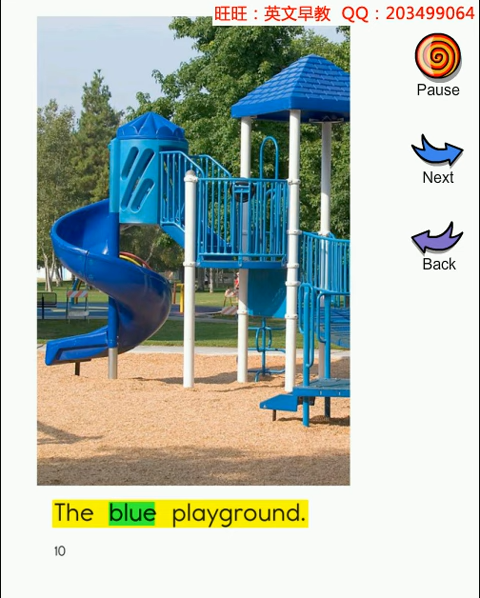 旺旺：英文早教 QQ：203499064
Pause
Next
Back
The blue playground.
10